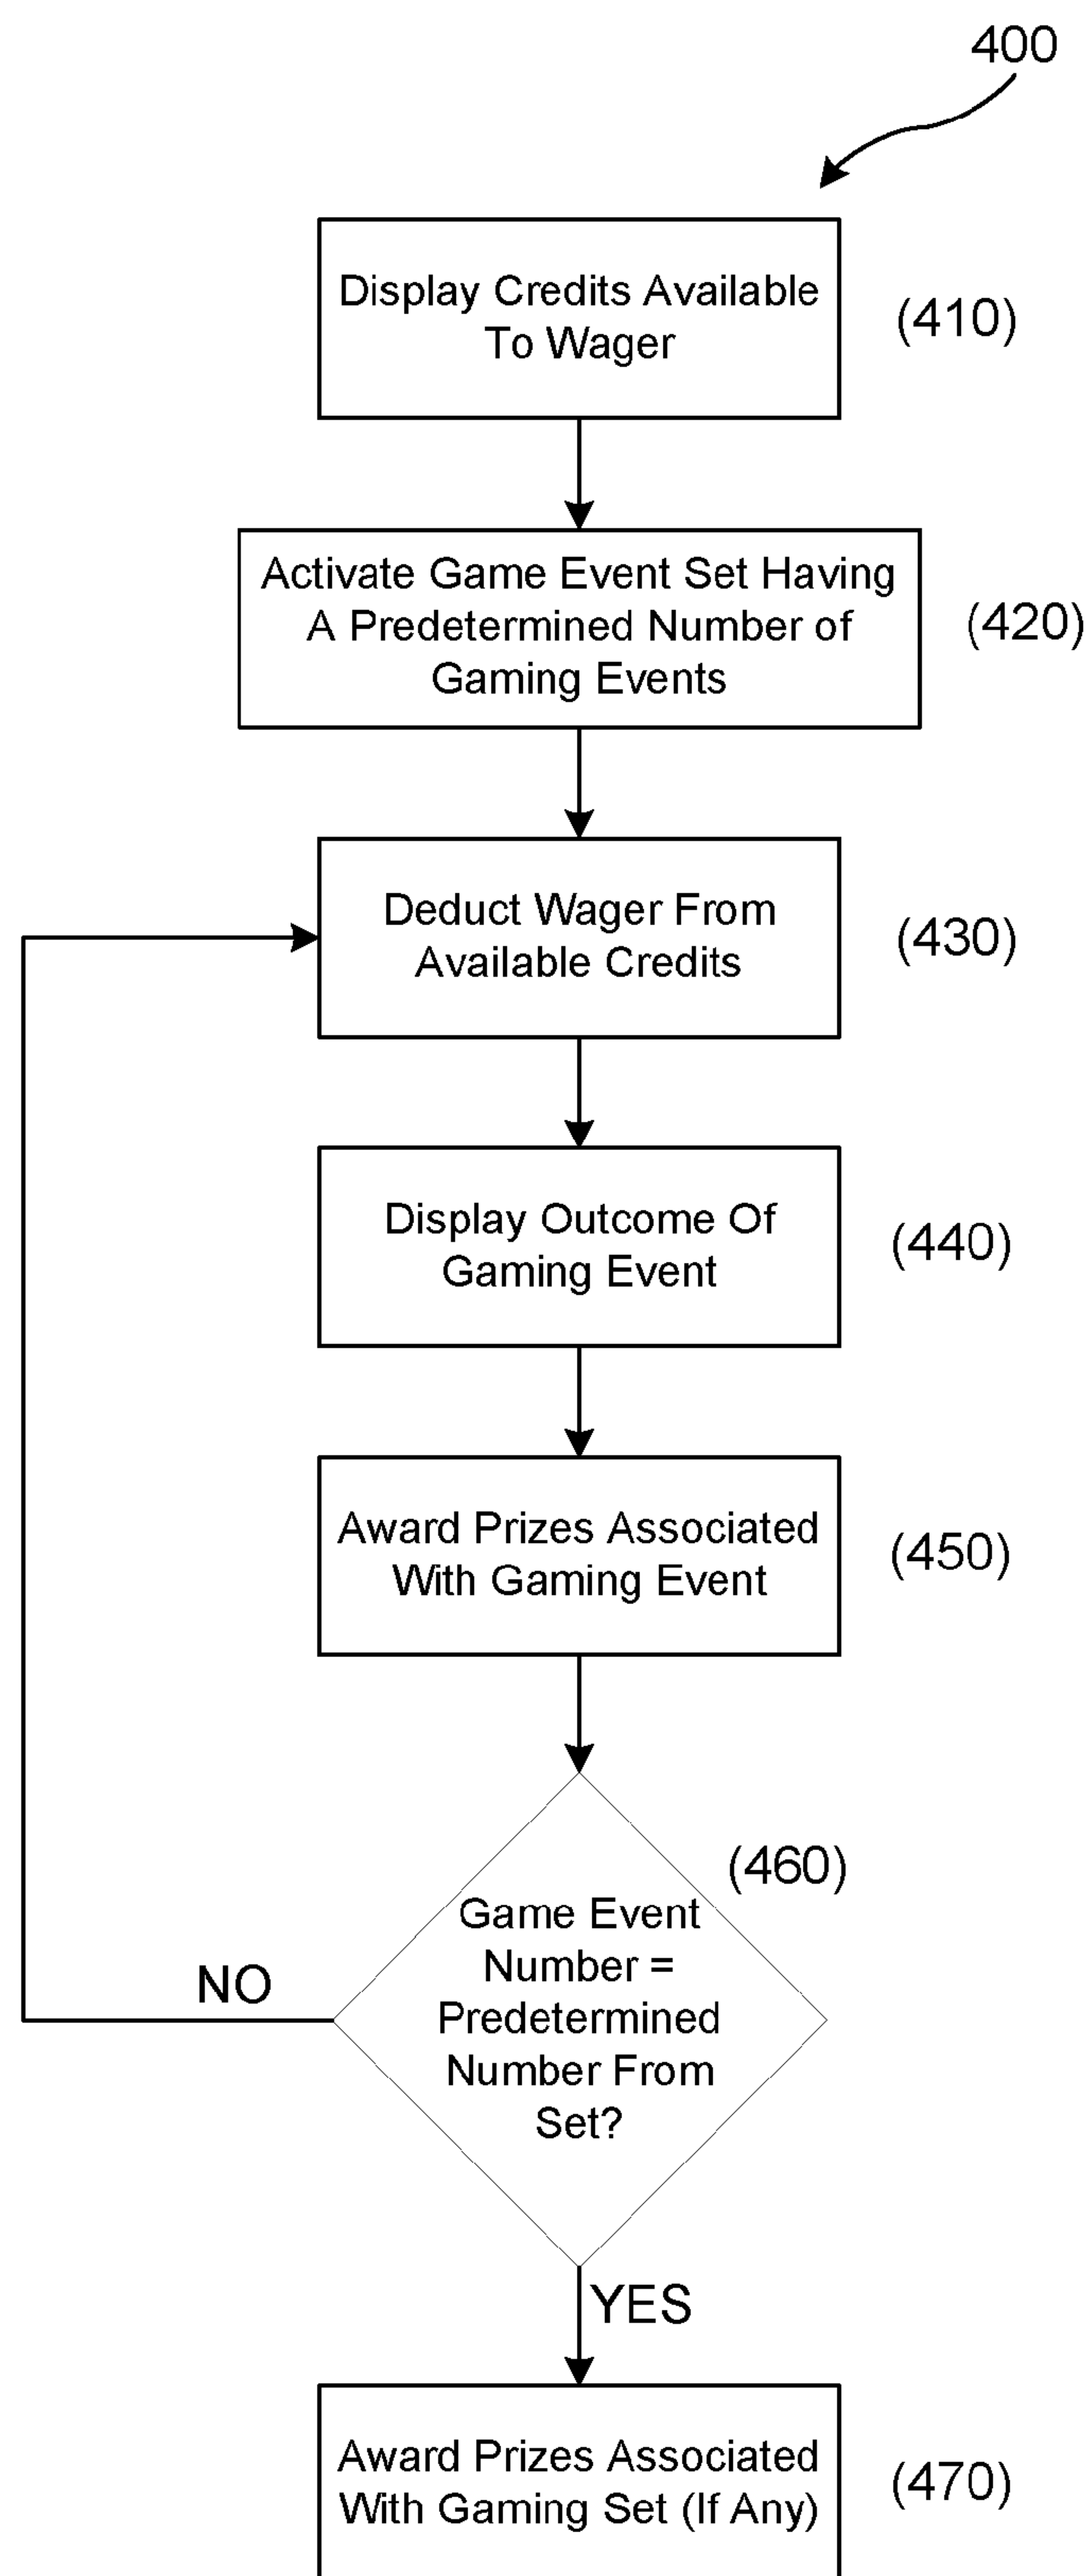 400
Display Credits Available
To Wager
(410)
Activate Game Event Set Having
A Predetermined Number of
Gaming Events
(420)
Deduct Wager From
Available Credits
(430)
Display Outcome Of
Gaming Event
(440)
Award Prizes Associated
With Gaming Event
(450)
(460)
Game Event
Number =
Predetermined
Number From
Set?
NO
YES
Award Prizes Associated
With Gaming Set (If Any)
(470)